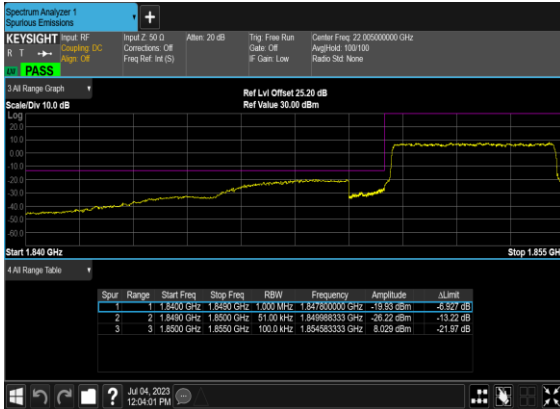 Spectrum Analyzer 1
Spurious Emissions
KEYSIGHT Input: RF Input Z: 50 Ω Atten: 20 dB Trig: Free Run Center Freq: 22.005000000 GHz
R T Coupling: DC Corrections: Off Gate: Off Avg|Hold: 100/100
Align: Off Freq Ref: Int (S) IF Gain: Low Radio Std: None
PASS
3 All Range Graph
Ref Lvl Offset 25.20 dB
Scale/Div 10.0 dB Ref Value 30.00 dBm
Log
20.0
10.0
0.00
-10.0
-20.0
-30.0
-40.0
-50.0
-60.0
Start 1.840 GHz Stop 1.855 GH
4 All Range Table
Spur Range Start Freq Stop Freq RBW Frequency Amplitude ΔLimit
1 1 1.8400 GHz 1.8490 GHz 1.000 MHz 1.847800000 GHz -19.93 dBm -6.927 dB
2 2 1.8490 GHz 1.8500 GHz 51.00 kHz 1.849988333 GHz -26.22 dBm -13.22 dB
3 3 1.8500 GHz 1.8550 GHz 100.0 kHz 1.854583333 GHz 8.029 dBm -21.97 dB
Jul 04, 2023
12:04:01 PM